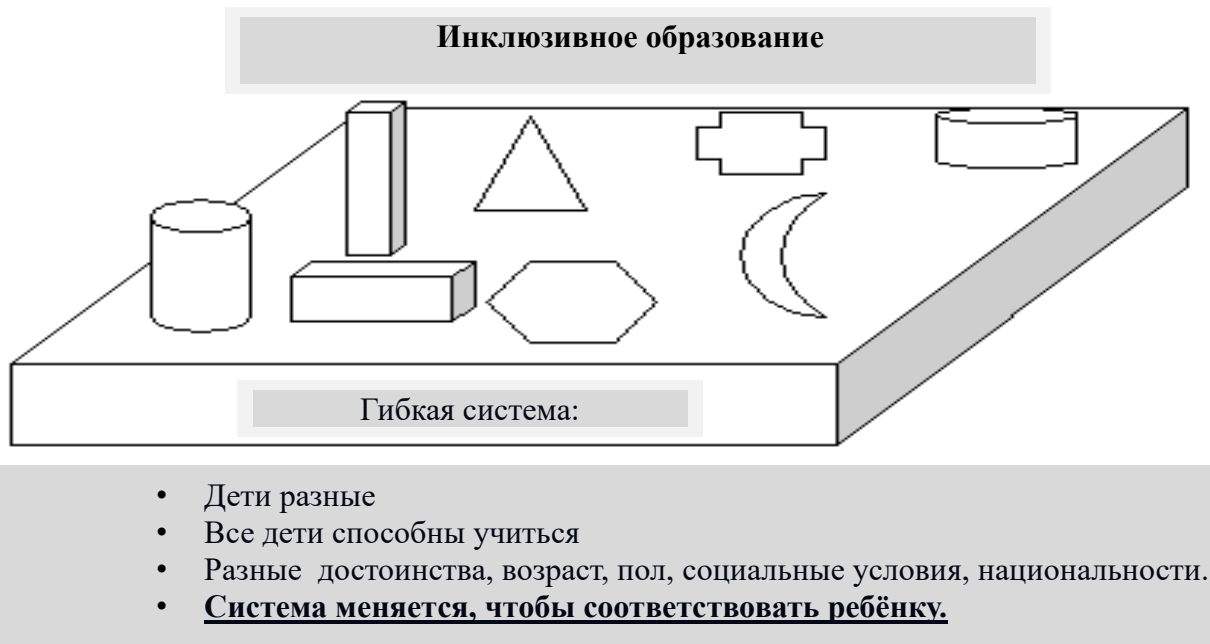 Инклюзивное образование
Гибкая система:
• Дети разные
• Все дети способны учиться
• Разные  достоинства, возраст, пол, социальные условия, национальности.
• Система меняется, чтобы соответствовать ребёнку.